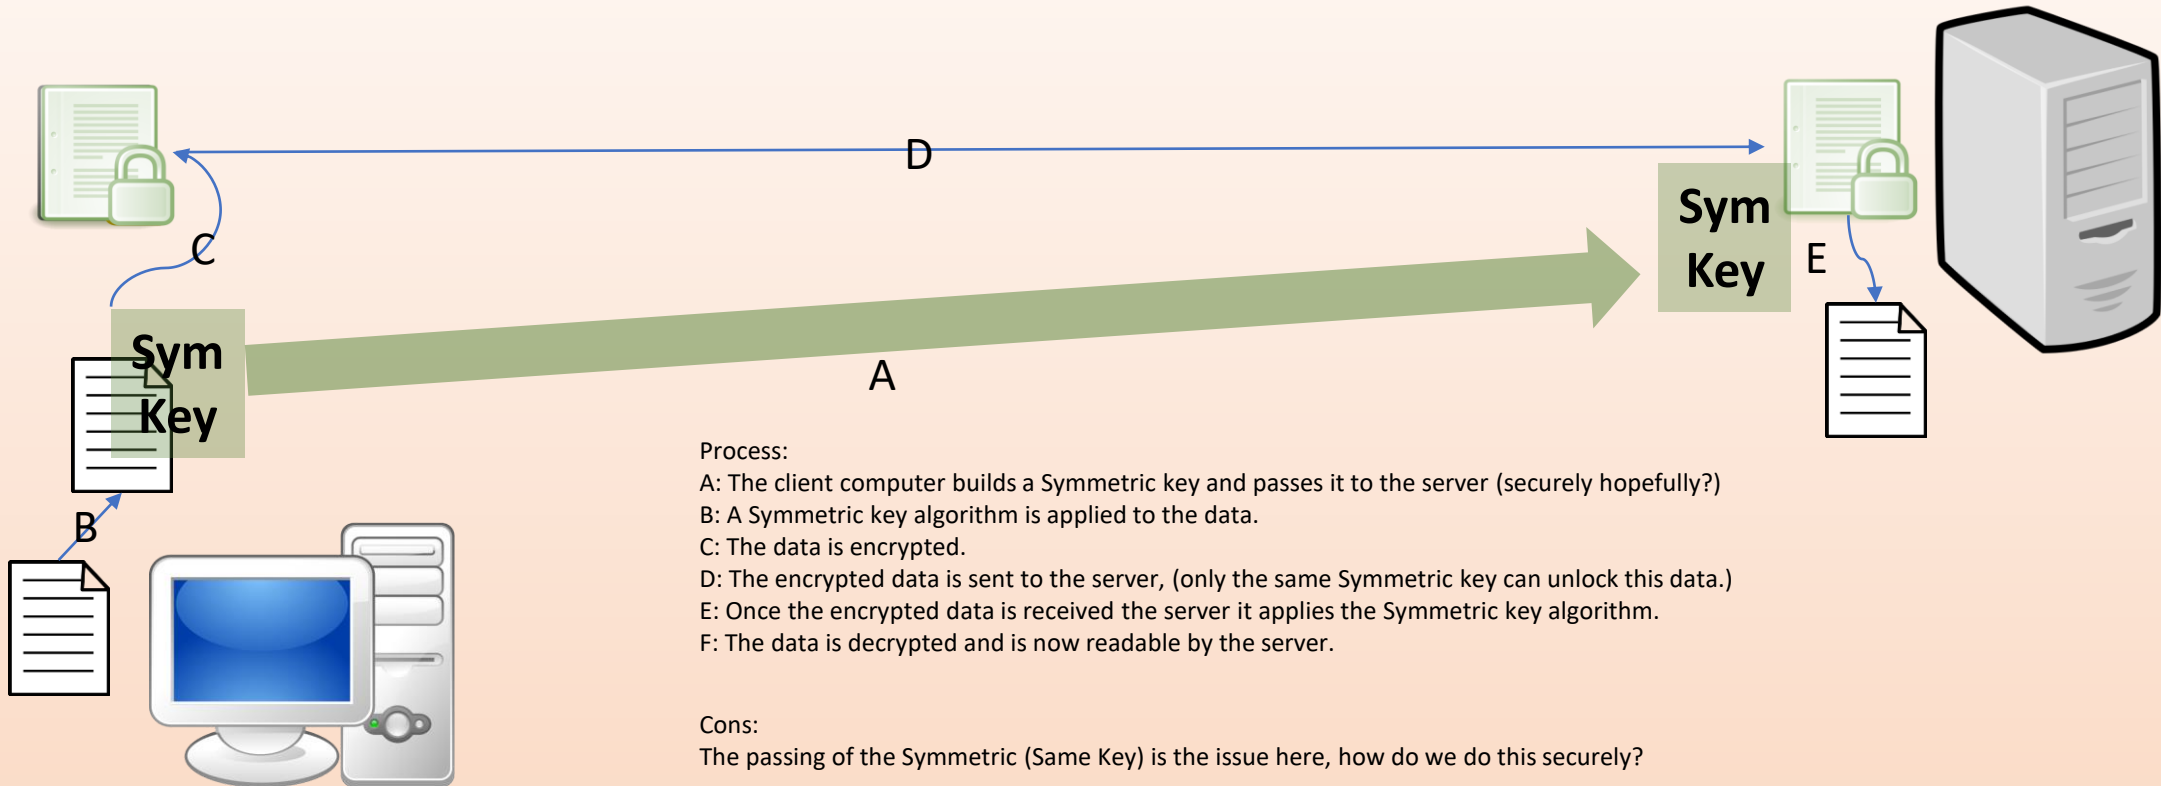 D
Sym
Key
E
C
Sym
Key
A
B
Process:
A: The client computer builds a Symmetric key and passes it to the server (securely hopefully?)
B: A Symmetric key algorithm is applied to the data.
C: The data is encrypted.
D: The encrypted data is sent to the server, (only the same Symmetric key can unlock this data.)
E: Once the encrypted data is received the server it applies the Symmetric key algorithm.
F: The data is decrypted and is now readable by the server.
Cons:
The passing of the Symmetric (Same Key) is the issue here, how do we do this securely?